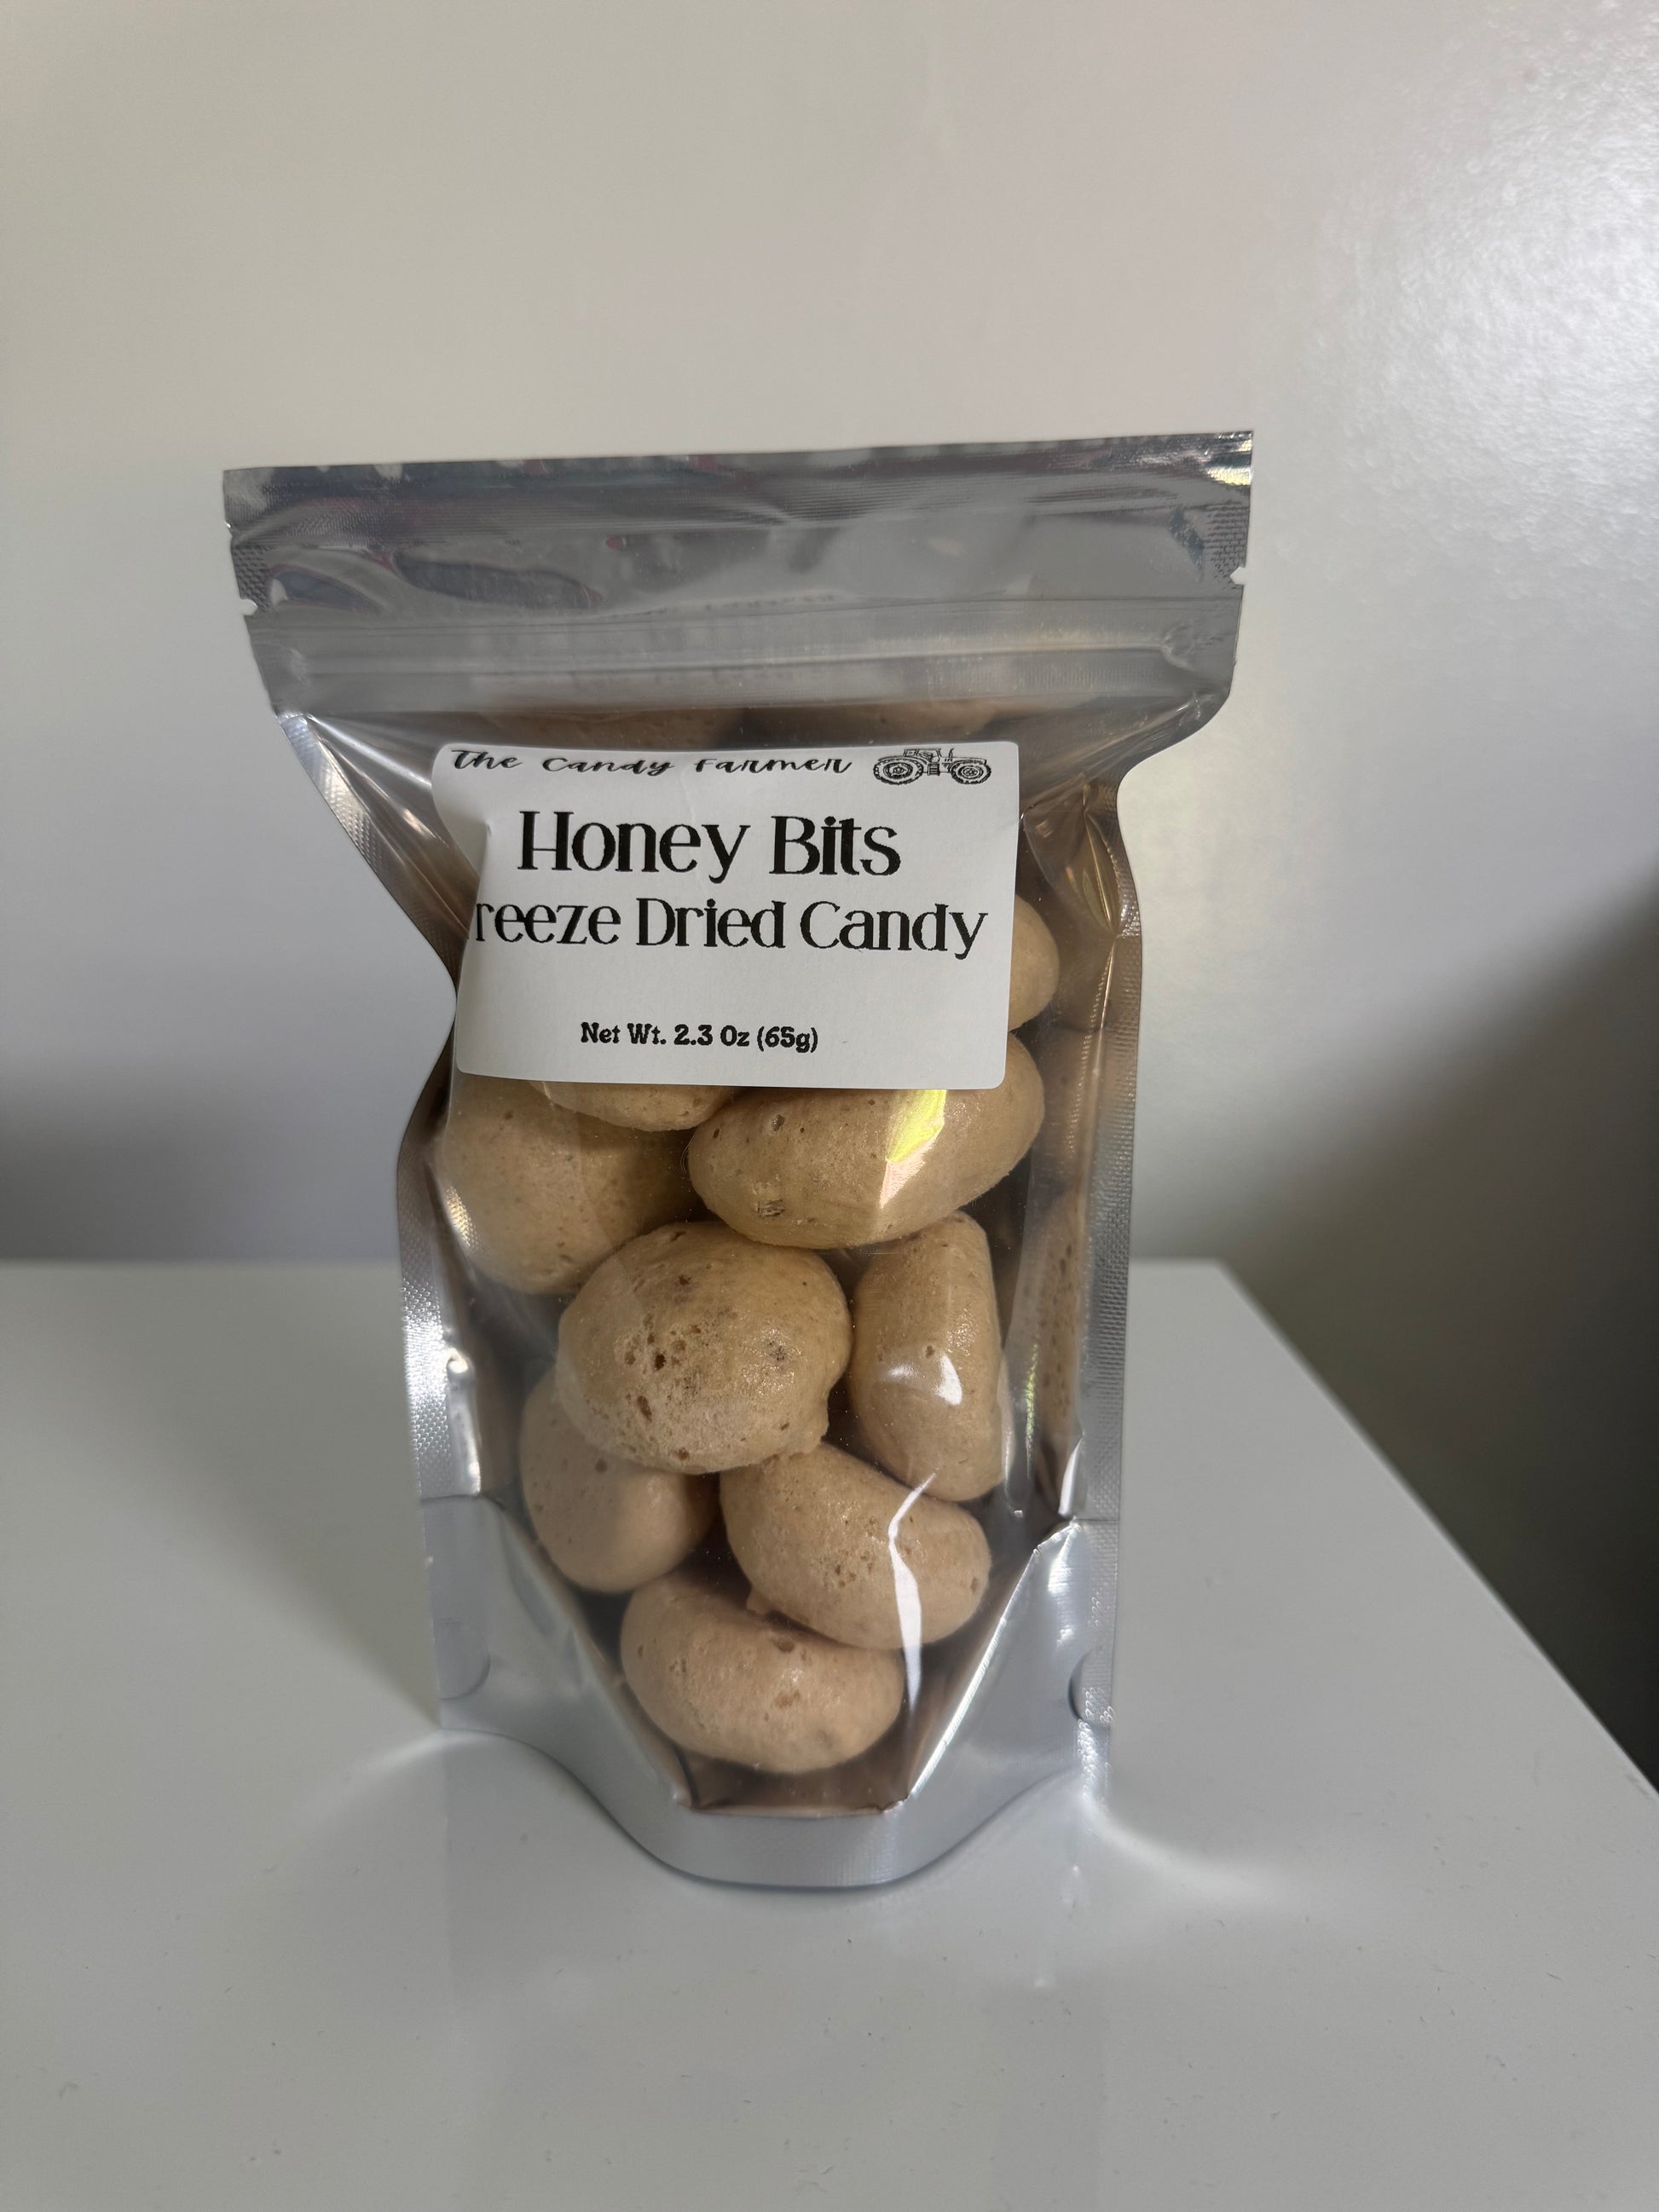 The Candy Farmer
Honey Bits
reeze Dried Candy
Net Wt. 2.3 Oz (65g)